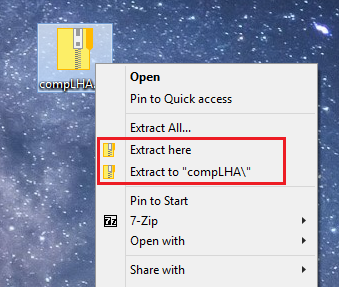 compLHA.
Open
Pin to Quick access
Extract All...
Extract here
Extract to "compLHA\"
Pin to Start
7z
7-Zip
Open with
Share with